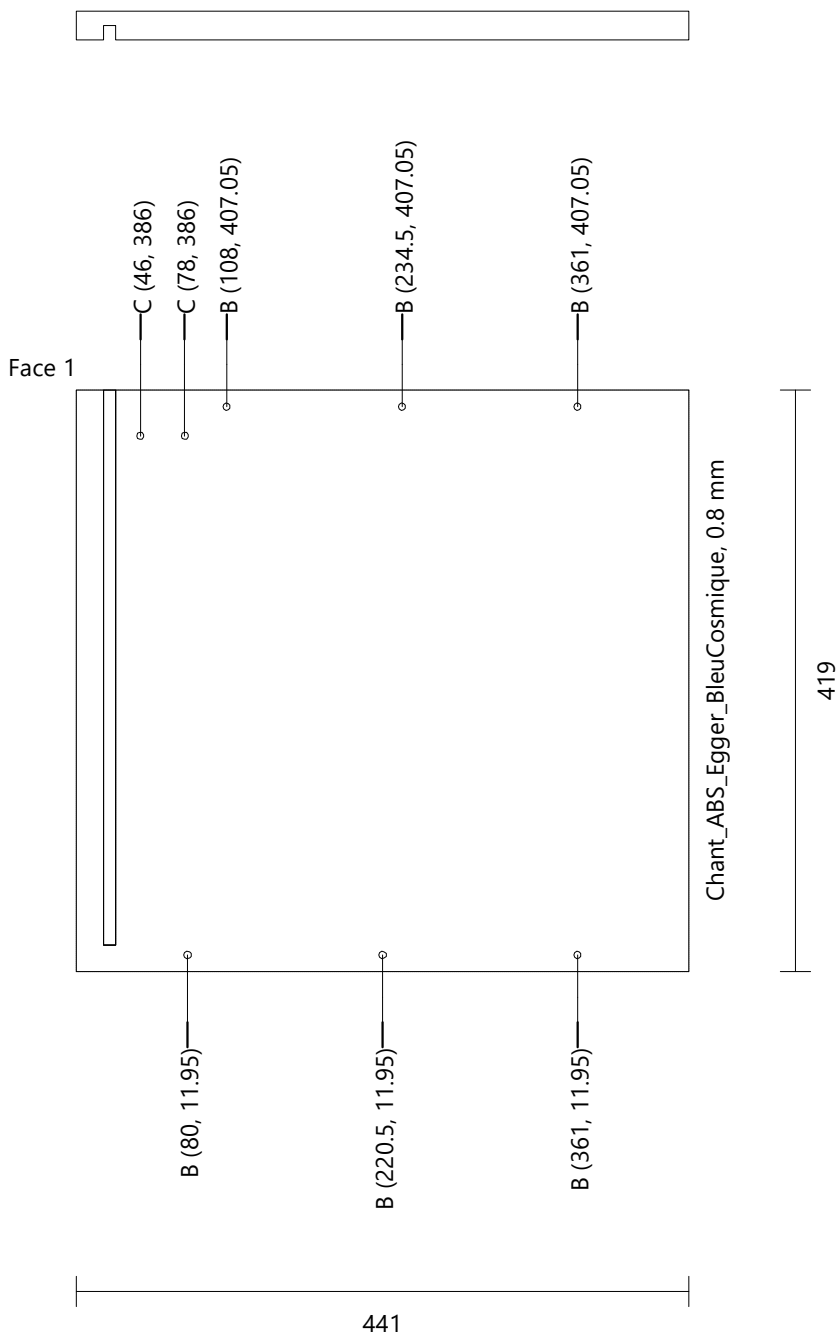 C (46, 386)
C (78, 386)
B (108, 407.05)
B (234.5, 407.05)
B (361, 407.05)
Face 1
Chant_ABS_Egger_BleuCosmique, 0.8 mm
419
B (80, 11.95)
B (220.5, 11.95)
B (361, 11.95)
441